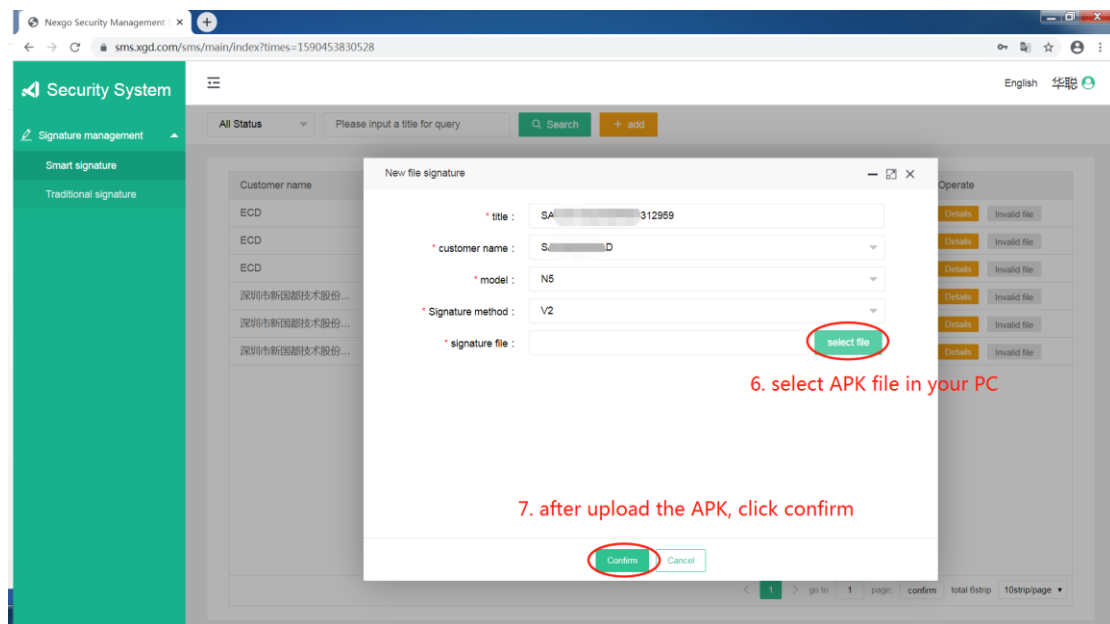 Nexgo Security Management
sms.xgd.com/sms/main/index?times=1590453830528
Security System
English 华聪
Signature management
Smart signature
Traditional signature
All Status Please input a title for query Search + add
Customer name Operate
ECD Details Invalid file
ECD Details Invalid file
ECD Details Invalid file
深圳市新国都技术股份... Details Invalid file
深圳市新国都技术股份... Details Invalid file
深圳市新国都技术股份... Details Invalid file
New file signature
* title : SA 312959
* customer name : S D
* model : N5
* Signature method : V2
* signature file : select file
6. select APK file in your PC
7. after upload the APK, click confirm
Confirm Cancel
< 1 > go to 1 page; confirm total 6strip 10strip/page